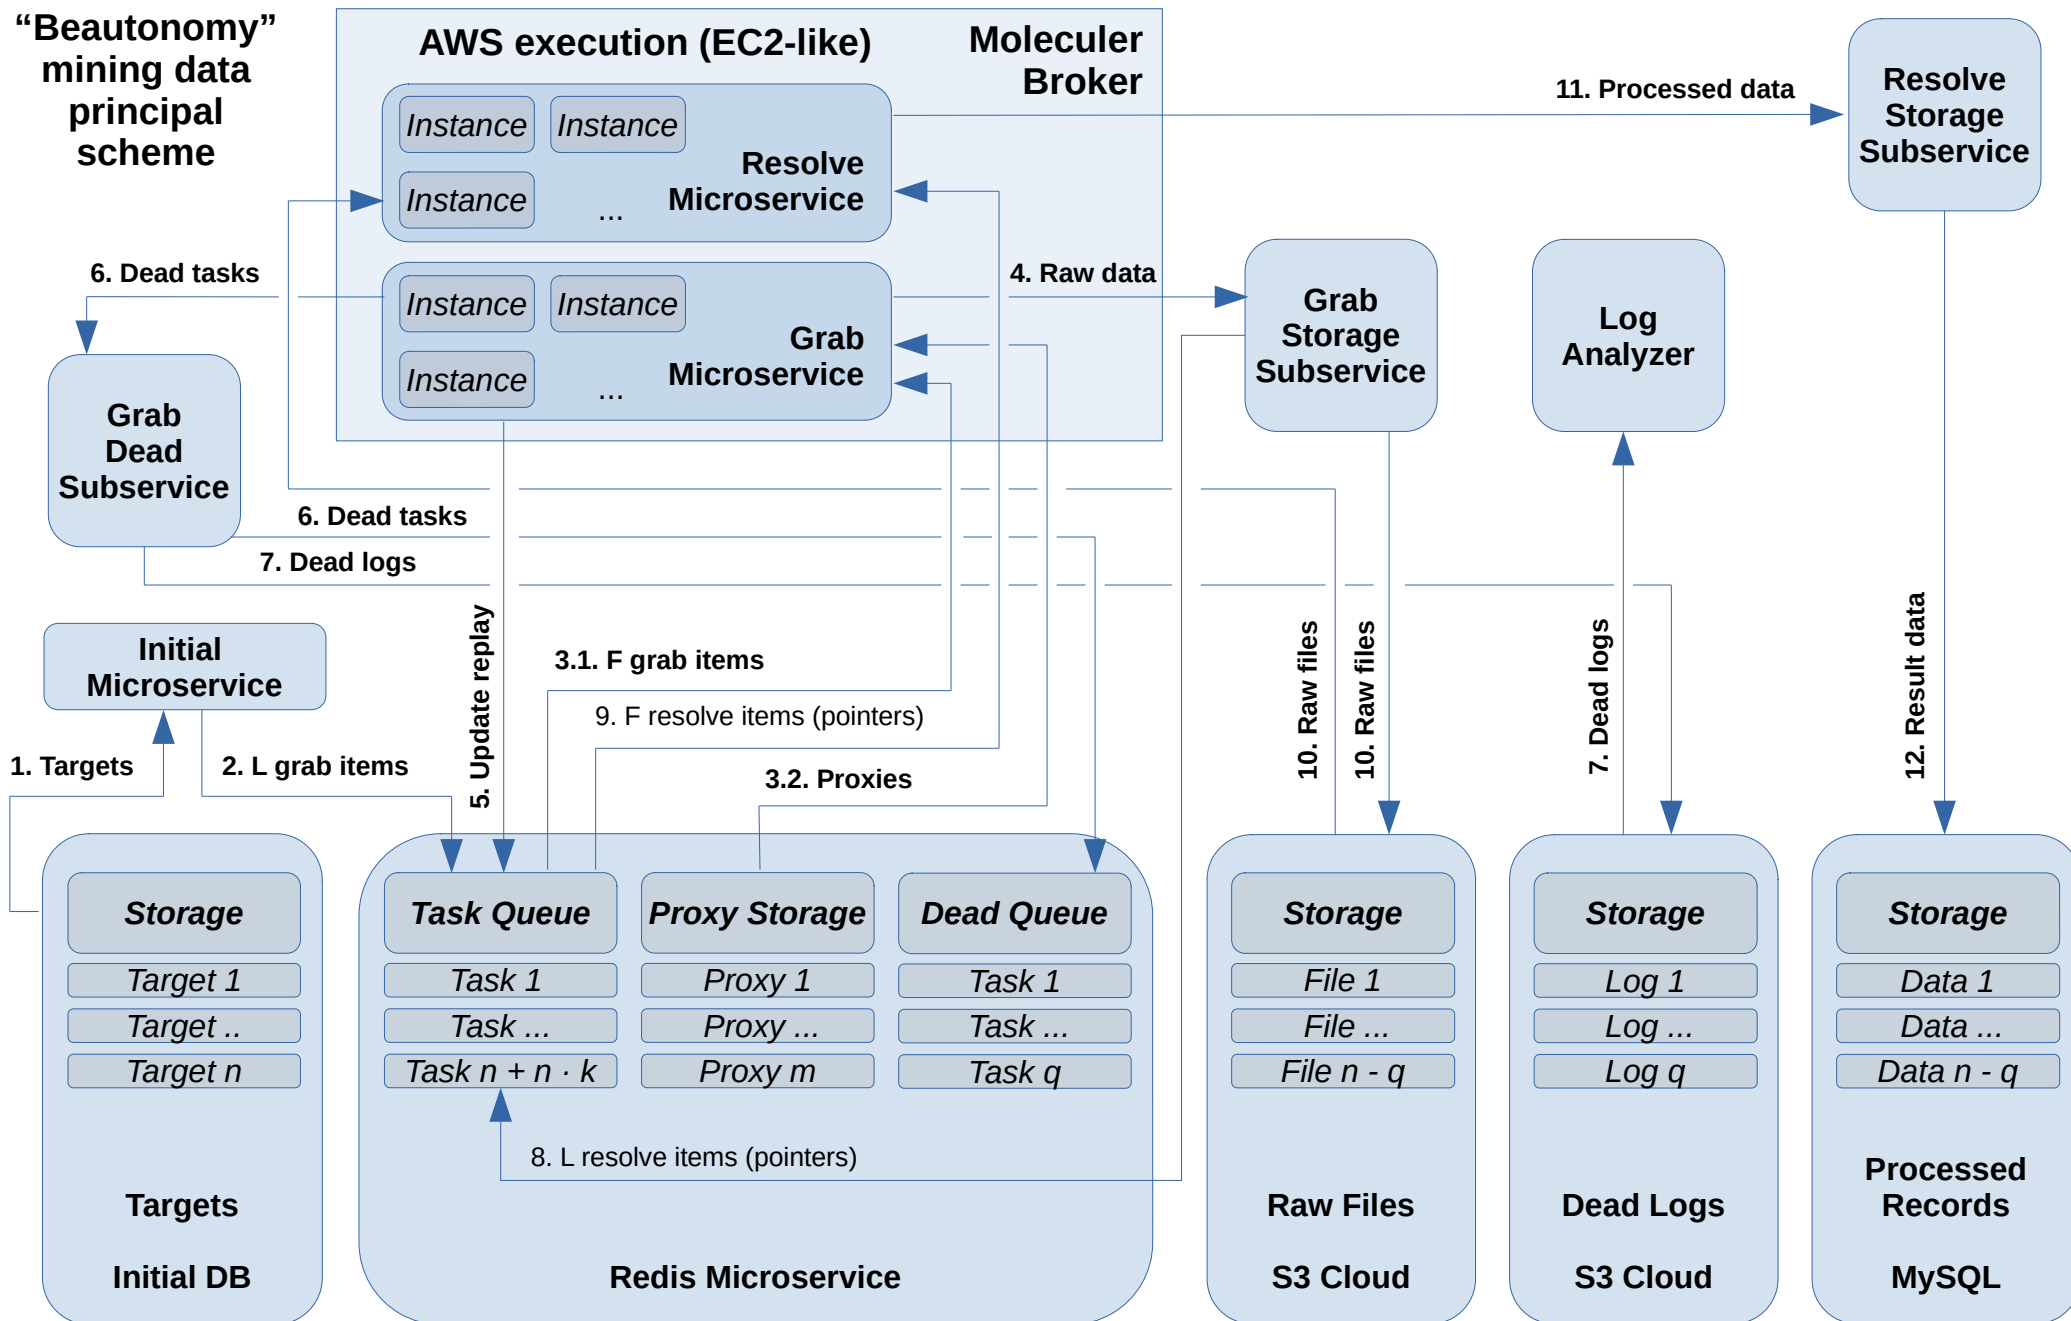 “Beautonomy”
mining data
principal
scheme
AWS execution (EC2-like)
Moleculer
Broker
Instance
Instance
Instance
...
Resolve
Microservice
Instance
Instance
Instance
...
Grab
Microservice
11. Processed data
Resolve
Storage
Subservice
6. Dead tasks
4. Raw data
Grab
Storage
Subservice
Log
Analyzer
Grab
Dead
Subservice
6. Dead tasks
7. Dead logs
Initial
Microservice
1. Targets
2. L grab items
5. Update replay
3.1. F grab items
9. F resolve items (pointers)
3.2. Proxies
10. Raw files
10. Raw files
7. Dead logs
12. Result data
Storage
Target 1
Target ..
Target n
Targets
Initial DB
Task Queue
Task 1
Task ...
Task n + n · k
Proxy Storage
Proxy 1
Proxy ...
Proxy m
Dead Queue
Task 1
Task ...
Task q
8. L resolve items (pointers)
Redis Microservice
Storage
File 1
File ...
File n - q
Raw Files
S3 Cloud
Storage
Log 1
Log ...
Log q
Dead Logs
S3 Cloud
Storage
Data 1
Data ...
Data n - q
Processed
Records
MySQL